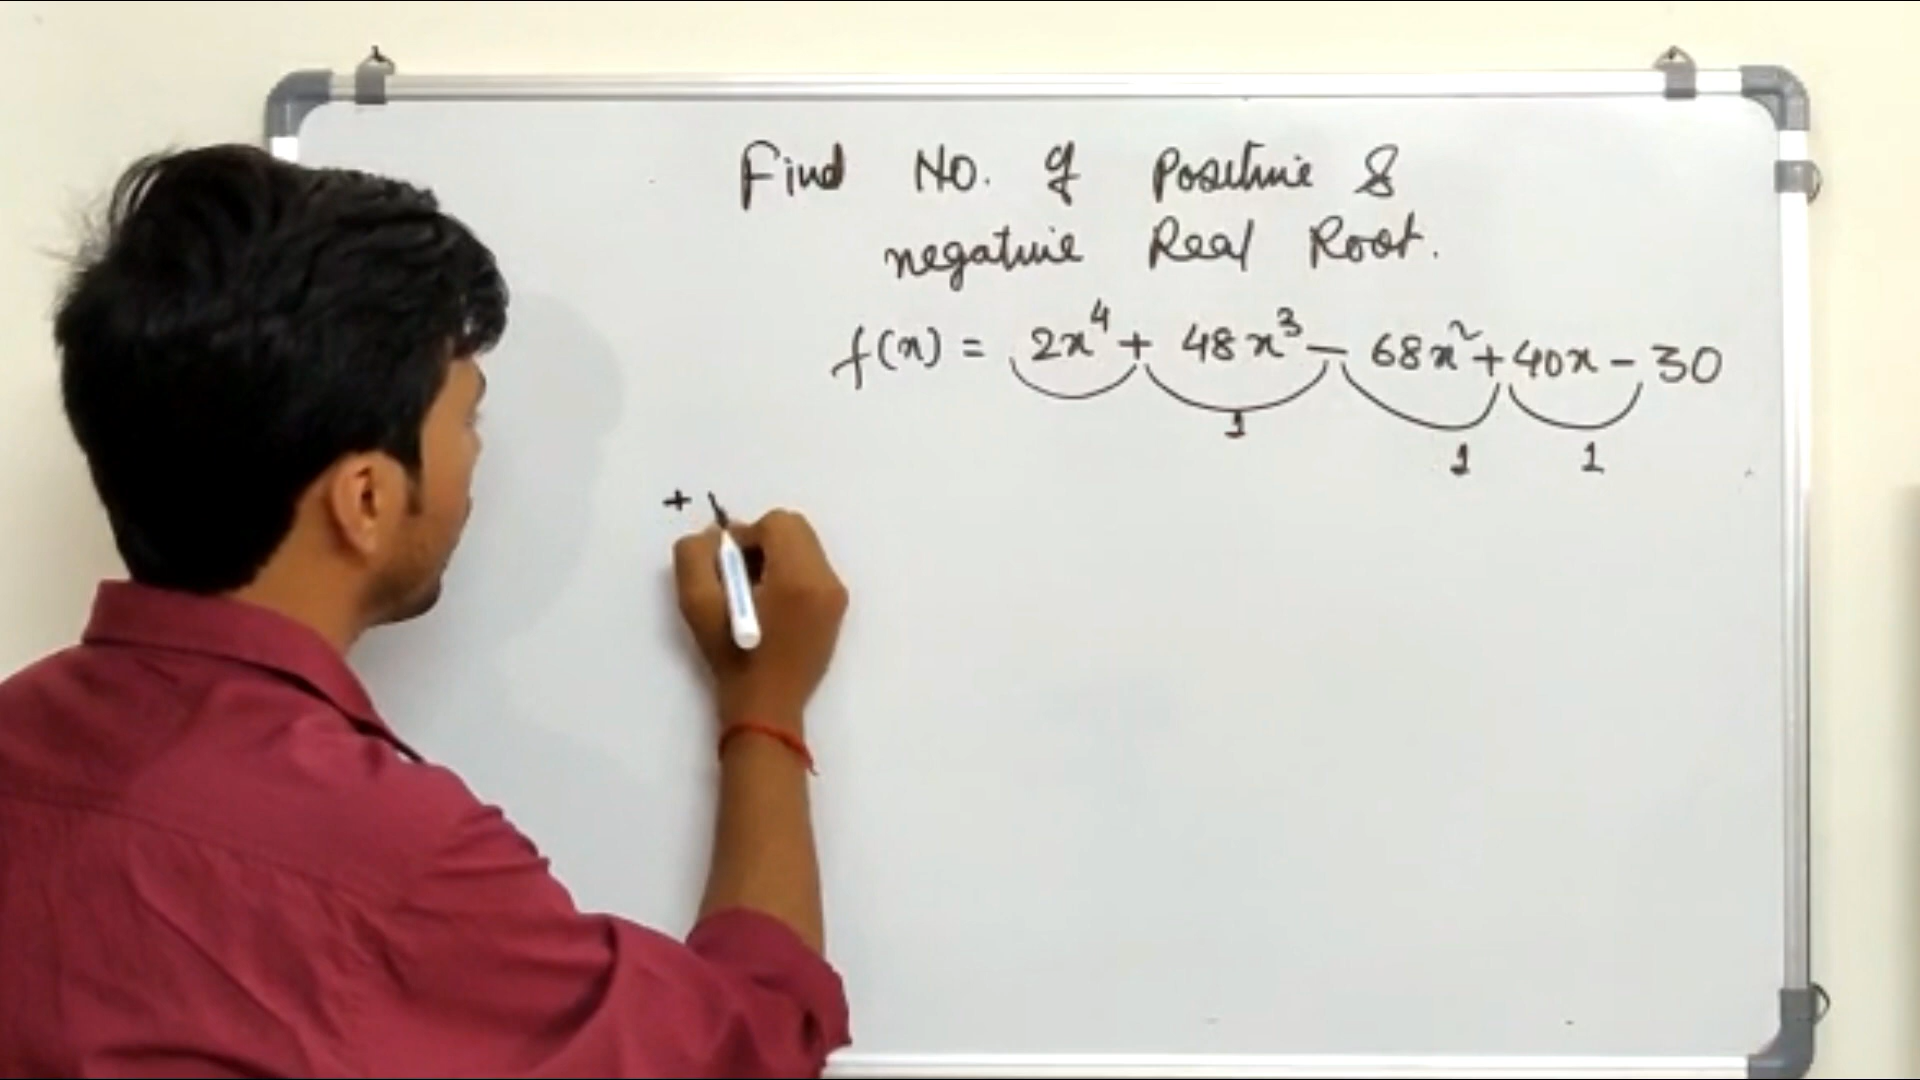 Find No. of Positive &
negative Real Root.
f(x) = 2x⁴ + 48x³ - 68x² + 40x - 30
1
1 1
+